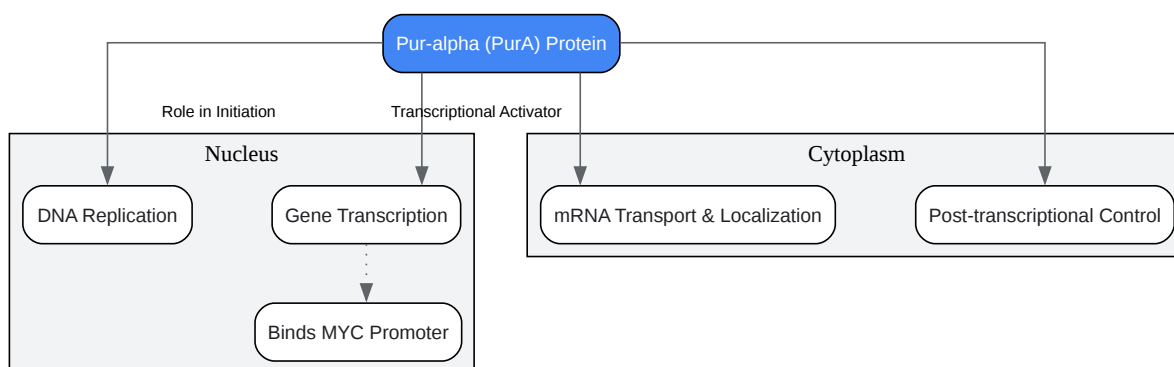 Pur-alpha (PurA) Protein
Role in Initiation
Transcriptional Activator
Nucleus
Cytoplasm
DNA Replication
Gene Transcription
mRNA Transport & Localization
Post-transcriptional Control
Binds MYC Promoter